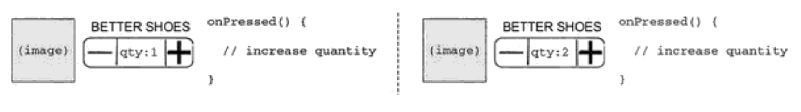 BETTER SHOES
(image)
qty:1
onPressed() {
// increase quantity
}
BETTER SHOES
(image)
qty:2
onPressed() {
// increase quantity
}